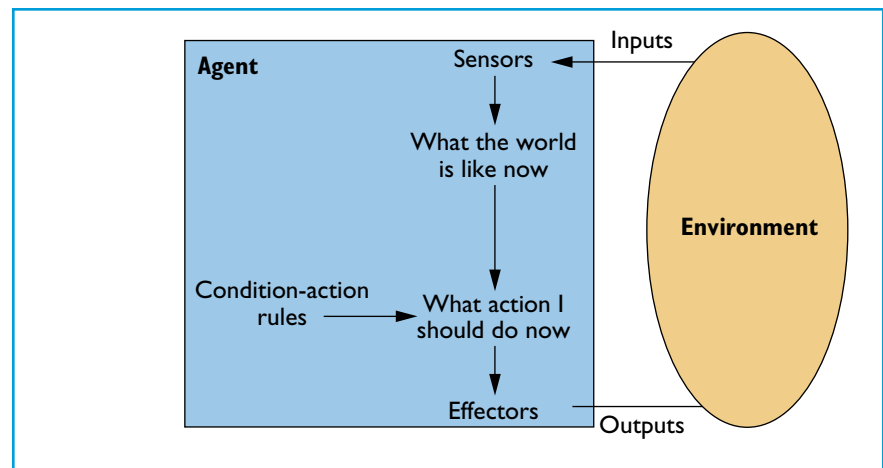 Agent
Sensors
Inputs
What the world
is like now
Environment
Condition-action
rules
What action I
should do now
Effectors
Outputs